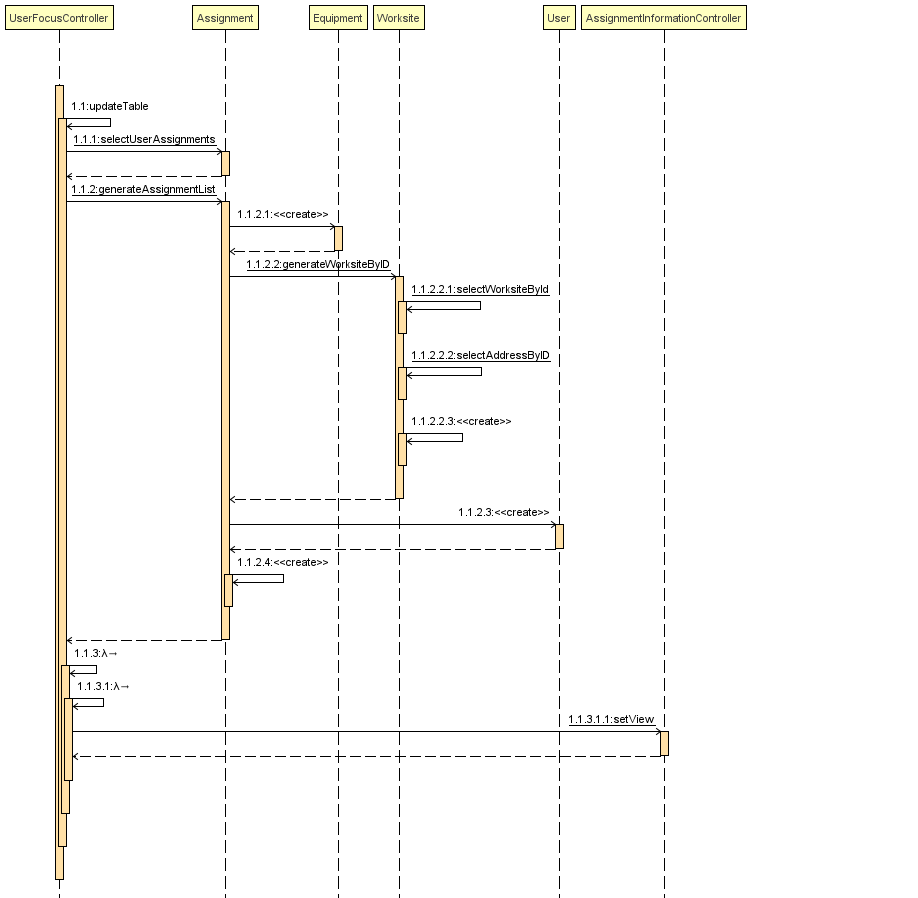 UserFocusController
Assignment
Equipment
Worksite
User
AssignmentInformationController
1.1:updateTable
1.1.1:selectUserAssignments
1.1.2:generateAssignmentList
1.1.2.1:<<create>>
1.1.2.2:generateWorksiteByID
1.1.2.2.1:selectWorksiteById
1.1.2.2.2:selectAddressByID
1.1.2.2.3:<<create>>
1.1.2.3:<<create>>
1.1.2.4:<<create>>
1.1.3:λ→
1.1.3.1:λ→
1.1.3.1.1:setView